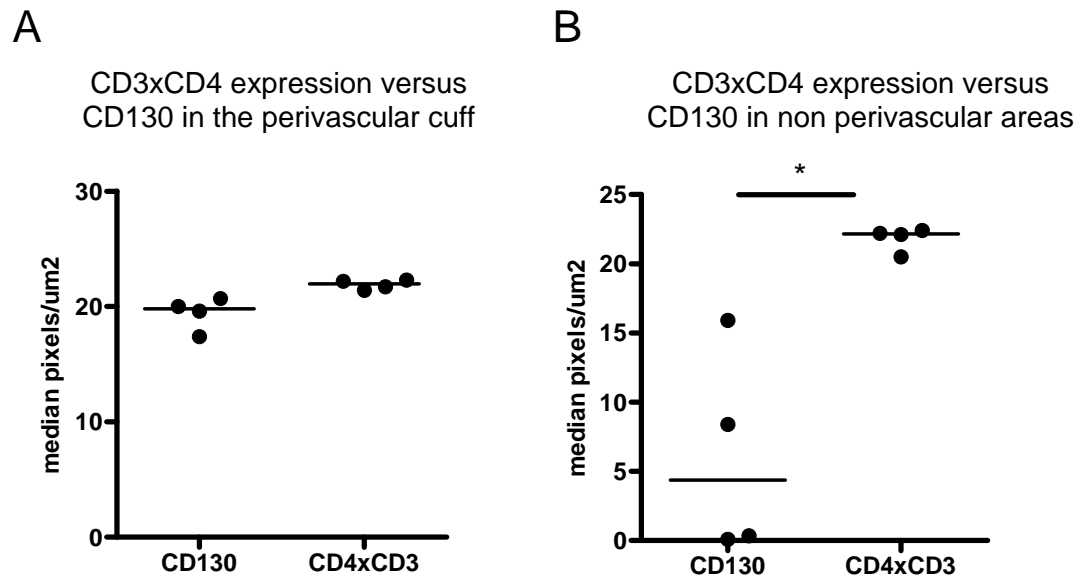 A
CD3xCD4 expression versus
CD130 in the perivascular cuff
30
20
10
0
median pixels/um2
CD130
CD4xCD3
B
CD3xCD4 expression versus
CD130 in non perivascular areas
*
25
20
15
10
5
0
median pixels/um2
CD130
CD4xCD3